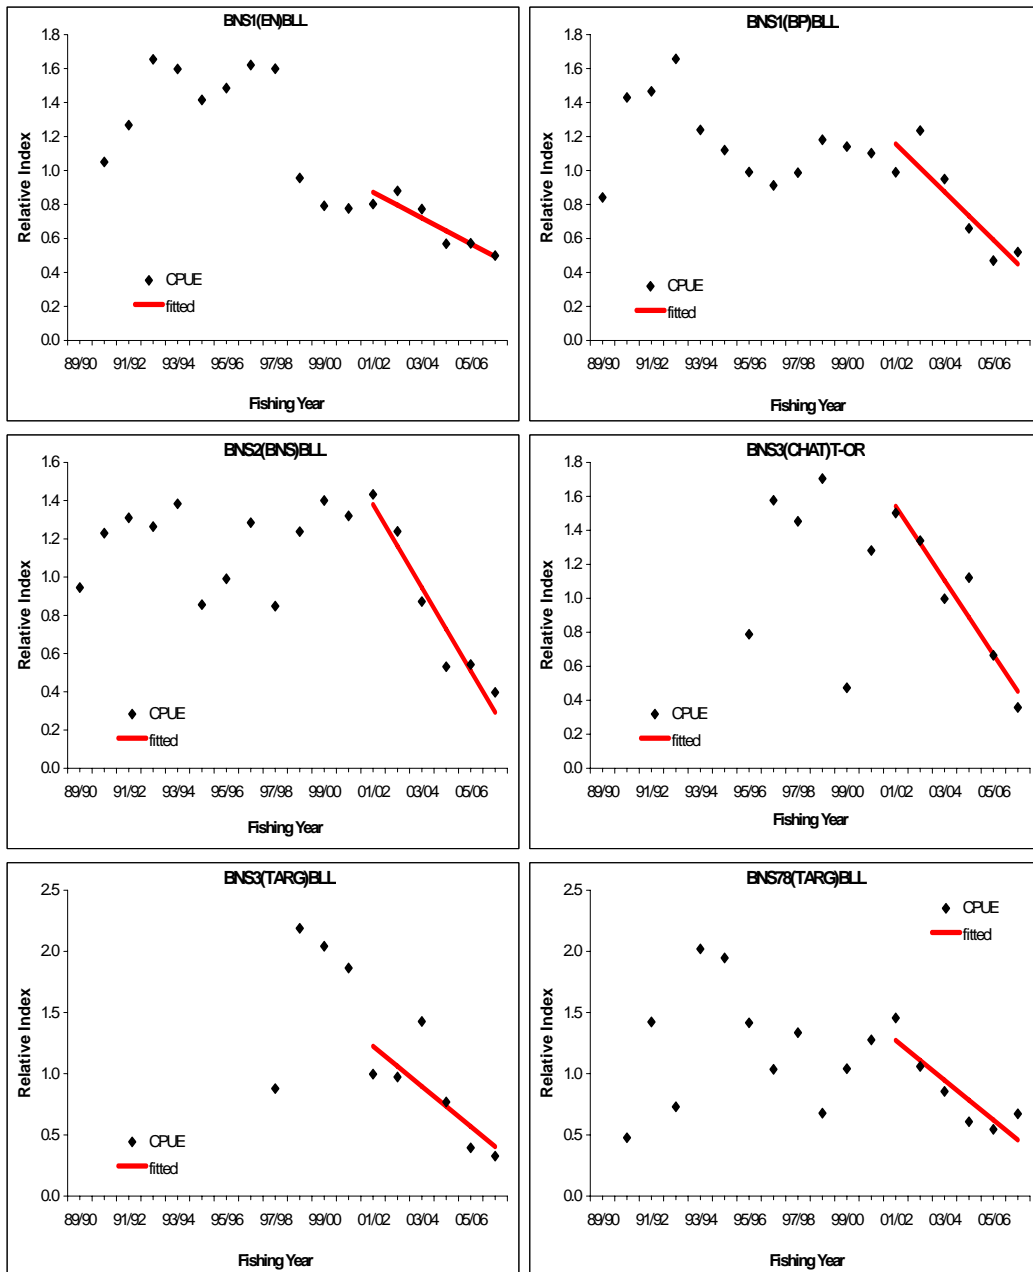 BNS1(EN)BLL
1.8
1.6
1.4
1.2
1.0
0.8
0.6
0.4
0.2
0.0
Relative Index
CPUE
fitted
89/90 91/92 93/94 95/96 97/98 99/00 01/02 03/04 05/06
Fishing Year
BNS1(BP)BLL
1.8
1.6
1.4
1.2
1.0
0.8
0.6
0.4
0.2
0.0
Relative Index
CPUE
fitted
89/90 91/92 93/94 95/96 97/98 99/00 01/02 03/04 05/06
Fishing Year
BNS2(BNS)BLL
1.6
1.4
1.2
1.0
0.8
0.6
0.4
0.2
0.0
Relative Index
CPUE
fitted
89/90 91/92 93/94 95/96 97/98 99/00 01/02 03/04 05/06
Fishing Year
BNS3(CHAT)T-OR
1.8
1.6
1.4
1.2
1.0
0.8
0.6
0.4
0.2
0.0
Relative Index
CPUE
fitted
89/90 91/92 93/94 95/96 97/98 99/00 01/02 03/04 05/06
Fishing Year
BNS3(TARG)BLL
2.5
2.0
1.5
1.0
0.5
0.0
Relative Index
CPUE
fitted
89/90 91/92 93/94 95/96 97/98 99/00 01/02 03/04 05/06
Fishing Year
BNS78(TARG)BLL
2.5
2.0
1.5
1.0
0.5
0.0
Relative Index
CPUE
fitted
89/90 91/92 93/94 95/96 97/98 99/00 01/02 03/04 05/06
Fishing Year